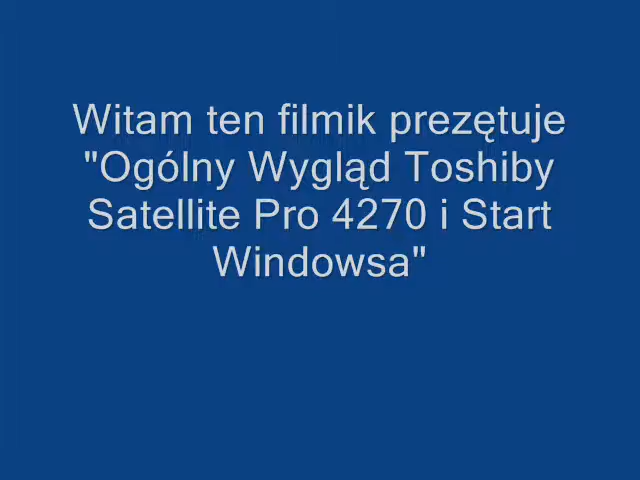 Witam ten filmik prezętuje
"Ogólny Wygląd Toshiby
Satellite Pro 4270 i Start
Windowsa"